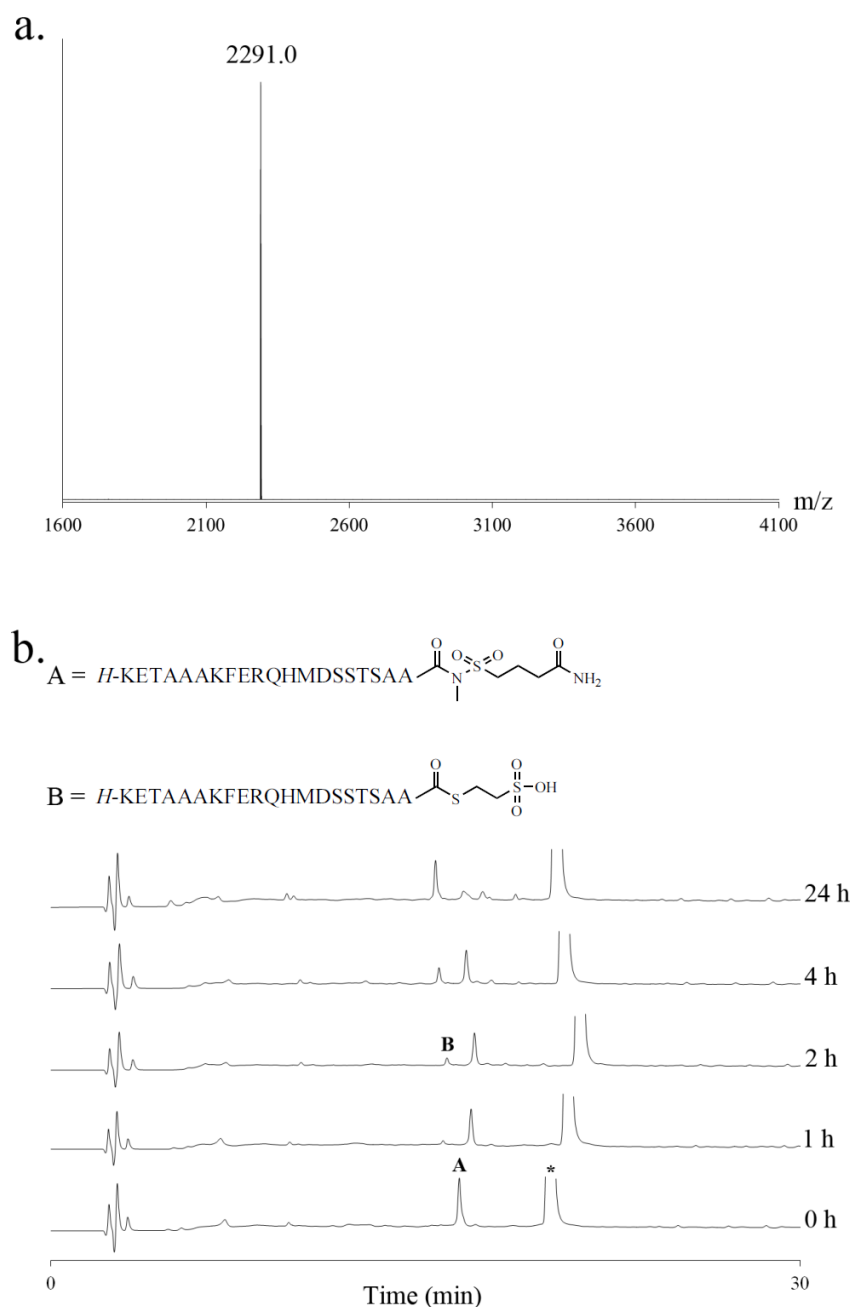 a.
2291.0
m/z
1600 2100 2600 3100 3600 4100
b.
A = H-KETAAAKFERQHMDSSTSAA
O
O S O
N
O
NH2
B = H-KETAAAKFERQHMDSSTSAA
O
S
O
S-OH
O
24 h
4 h
B
2 h
1 h
A
*
0 h
0 30
Time (min)